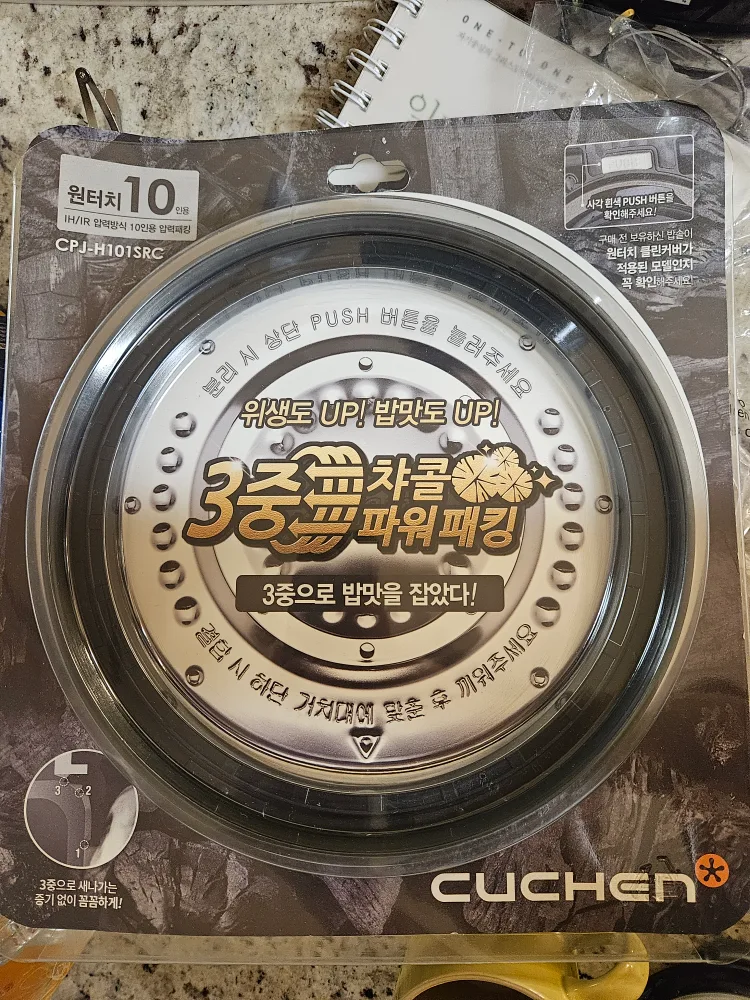 ONE-TO-ONE
원터치 10 인용
IH/IR 압력방식 10인용 압력패킹
CPJ-H101SRC
사각 흰색 PUSH 버튼을
확인해주세요!
구매 전 보유하신 밥솥이
원터치 클린커버가
적용된 모델인지
꼭 확인해주세요!
분리 시 상단 PUSH 버튼을 눌러주세요
위생도 UP! 밥맛도 UP!
3중 챠콜
파워패킹
3중으로 밥맛을 잡았다!
결합 시 하단 거치대에 맞춘 후 끼워주세요
3 2
1
3중으로 새나가는
증기 없이 꼼꼼하게!
CUCHEN